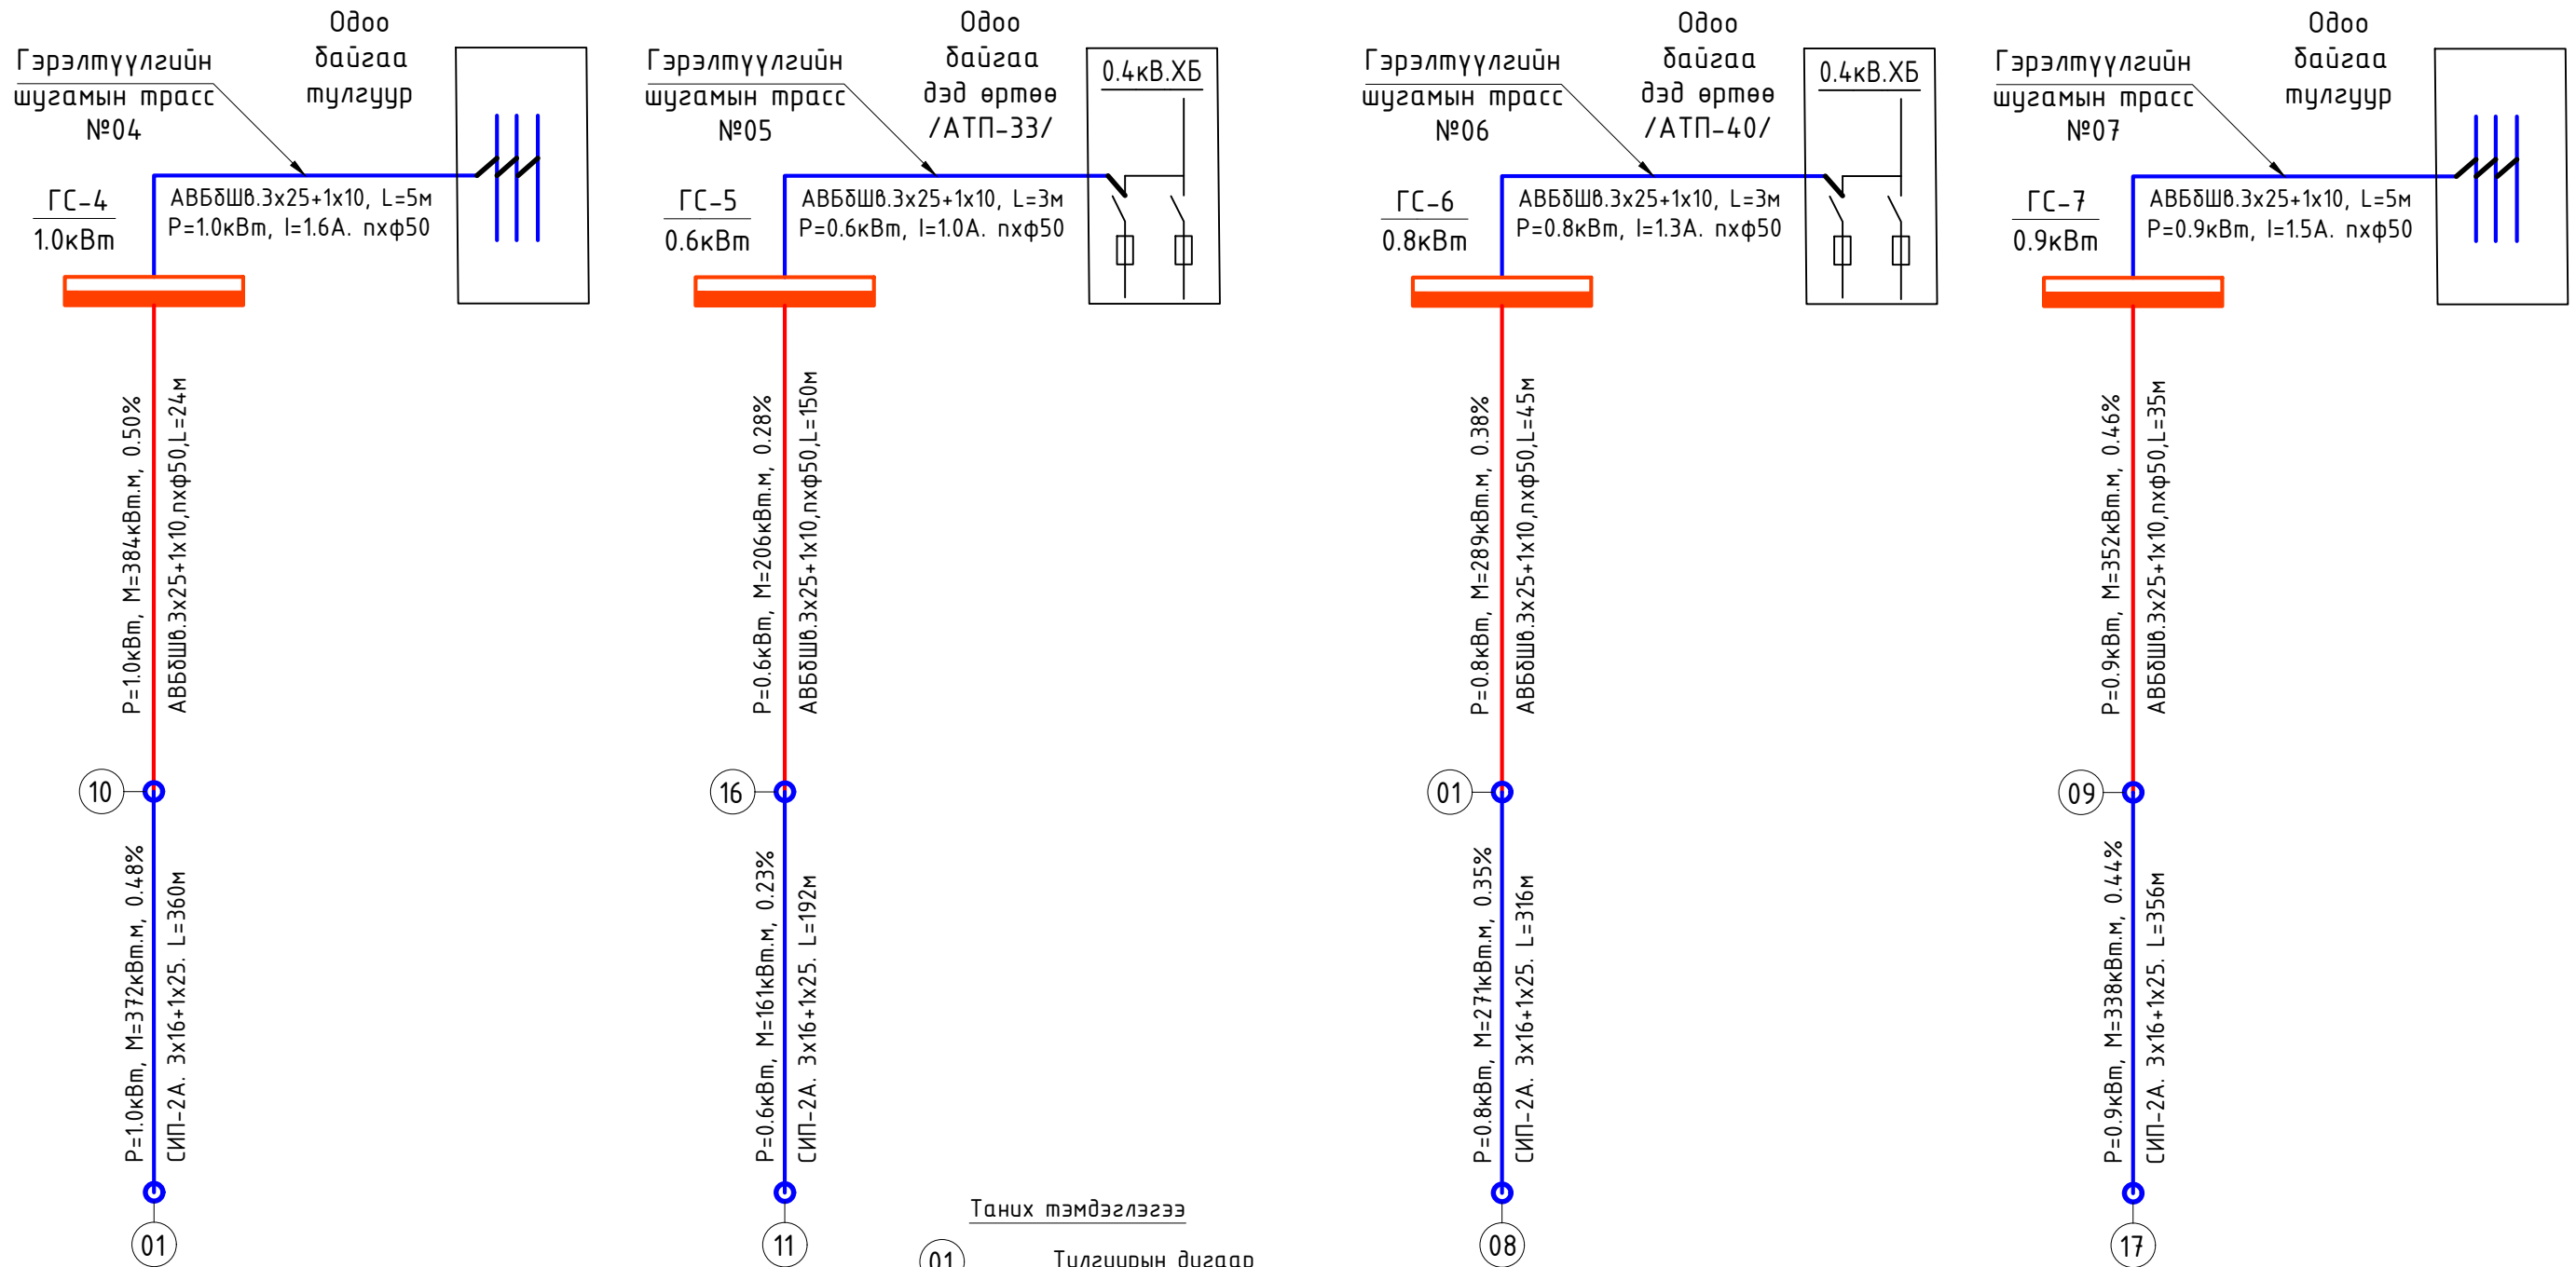 Гэрэлтүүлгийн
шугамын трасс
№04
Одоо
байгаа
тулгуур
ГС-4
1.0кВт
АВБбШв.3х25+1х10, L=5м
Р=1.0кВт, I=1.6А. пхф50
Р=1.0кВт, М=384кВт.м, 0.50%
АВБбШв.3х25+1х10,пхф50,L=24м
10
Р=1.0кВт, М=372кВт.м, 0.48%
СИП-2А. 3х16+1х25. L=360м
01
Гэрэлтүүлгийн
шугамын трасс
№05
Одоо
байгаа
дэд өртөө
/АТП-33/
0.4кВ.ХБ
ГС-5
0.6кВт
АВБбШв.3х25+1х10, L=3м
Р=0.6кВт, I=1.0А. пхф50
Р=0.6кВт, М=206кВт.м, 0.28%
АВБбШв.3х25+1х10,пхф50,L=150м
16
Р=0.6кВт, М=161кВт.м, 0.23%
СИП-2А. 3х16+1х25. L=192м
11
Гэрэлтүүлгийн
шугамын трасс
№06
Одоо
байгаа
дэд өртөө
/АТП-40/
0.4кВ.ХБ
ГС-6
0.8кВт
АВБбШв.3х25+1х10, L=3м
Р=0.8кВт, I=1.3А. пхф50
Р=0.8кВт, М=289кВт.м, 0.38%
АВБбШв.3х25+1х10,пхф50,L=45м
01
Р=0.8кВт, М=271кВт.м, 0.35%
СИП-2А. 3х16+1х25. L=316м
08
Гэрэлтүүлгийн
шугамын трасс
№07
Одоо
байгаа
тулгуур
ГС-7
0.9кВт
АВБбШв.3х25+1х10, L=5м
Р=0.9кВт, I=1.5А. пхф50
Р=0.9кВт, М=352кВт.м, 0.46%
АВБбШв.3х25+1х10,пхф50,L=35м
09
Р=0.9кВт, М=338кВт.м, 0.44%
СИП-2А. 3х16+1х25. L=356м
17
Таних тэмдэглэгээ
01 Тулгуурын дугаар